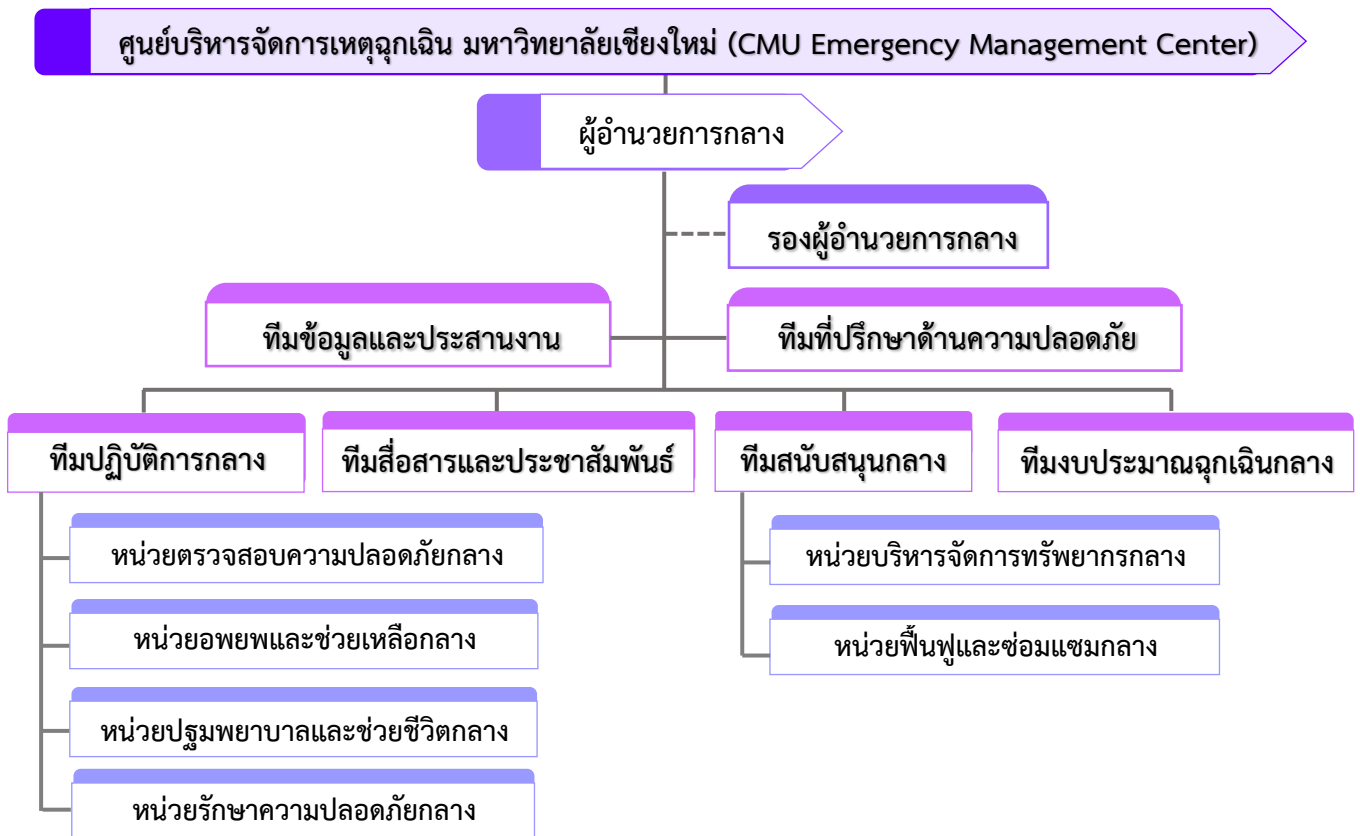 ศูนย์บริหารจัดการเหตุฉุกเฉิน มหาวิทยาลัยเชียงใหม่ (CMU Emergency Management Center)
ผู้อำนวยการกลาง
รองผู้อำนวยการกลาง
ทีมข้อมูลและประสานงาน
ทีมที่ปรึกษาด้านความปลอดภัย
ทีมปฏิบัติการกลาง
ทีมสื่อสารและประชาสัมพันธ์
ทีมสนับสนุนกลาง
ทีมงบประมาณฉุกเฉินกลาง
หน่วยตรวจสอบความปลอดภัยกลาง
หน่วยอพยพและช่วยเหลือกลาง
หน่วยปฐมพยาบาลและช่วยชีวิตกลาง
หน่วยรักษาความปลอดภัยกลาง
หน่วยบริหารจัดการทรัพยากรกลาง
หน่วยฟื้นฟูและซ่อมแซมกลาง